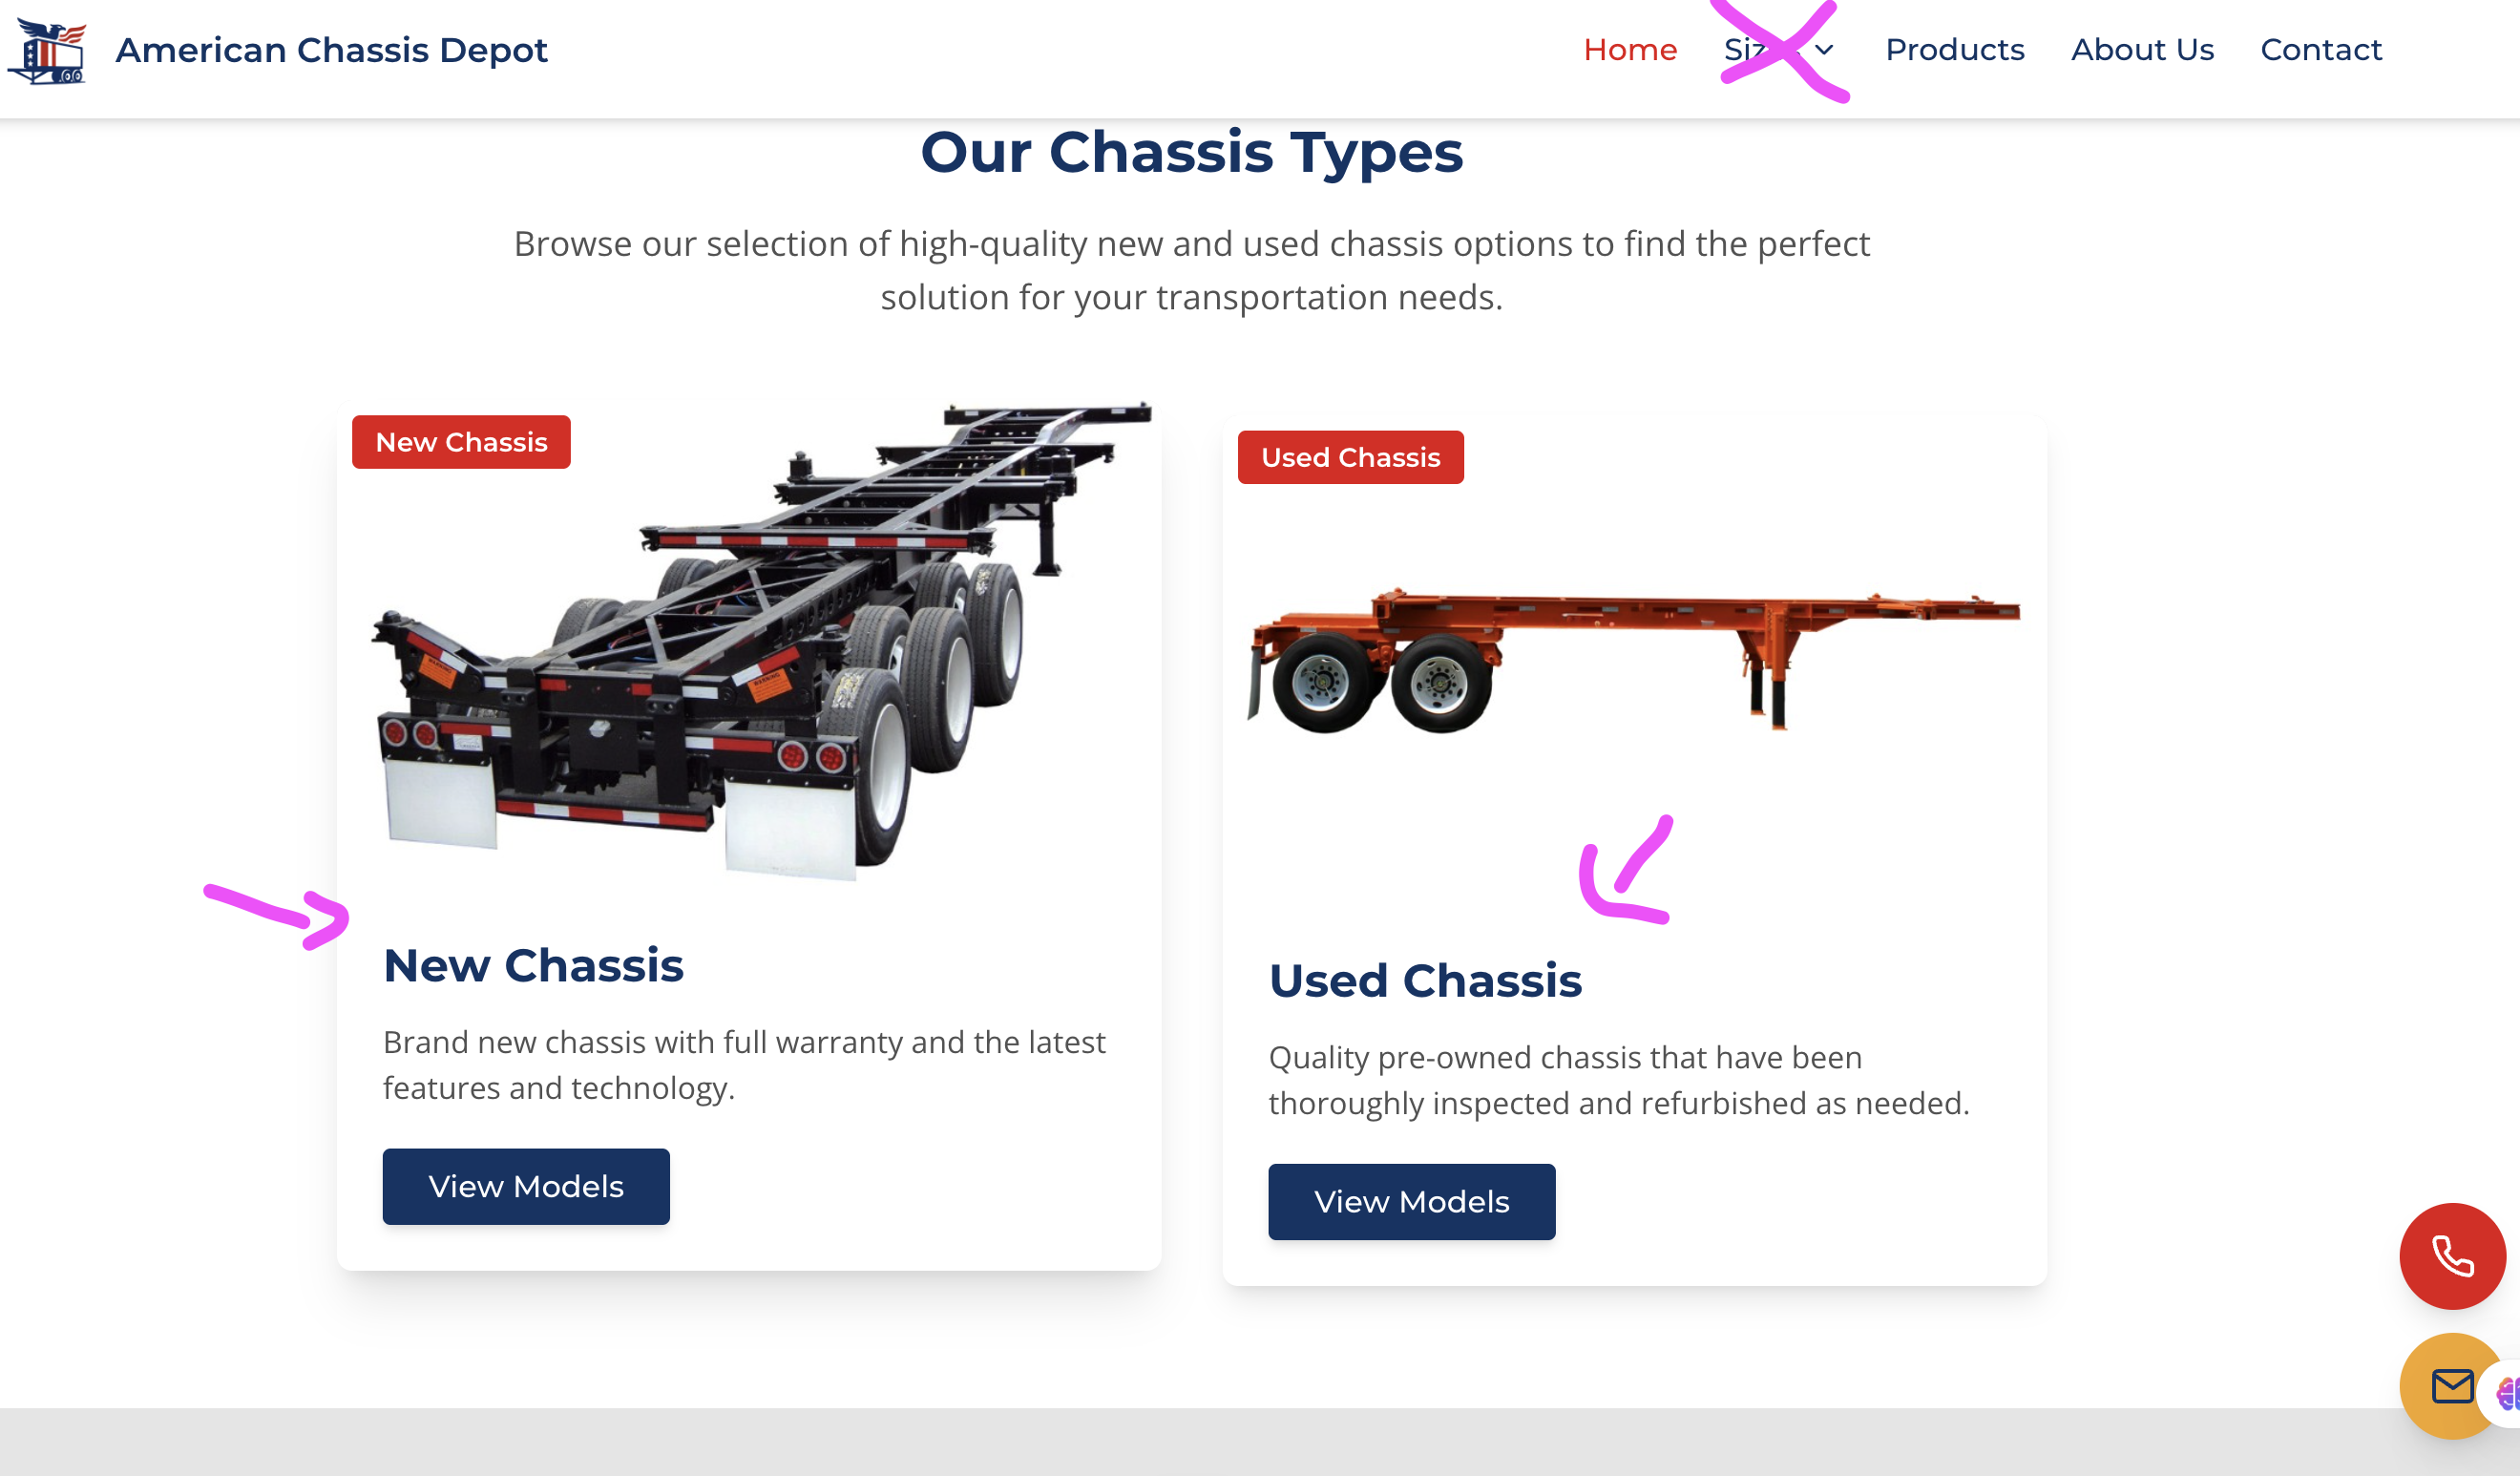 American Chassis Depot
Home
Products
About Us
Contact
Our Chassis Types
Browse our selection of high-quality new and used chassis options to find the perfect
solution for your transportation needs.
New Chassis
Used Chassis
WARNING
WARNING
New Chassis
Brand new chassis with full warranty and the latest
features and technology.
View Models
Used Chassis
Quality pre-owned chassis that have been
thoroughly inspected and refurbished as needed.
View Models